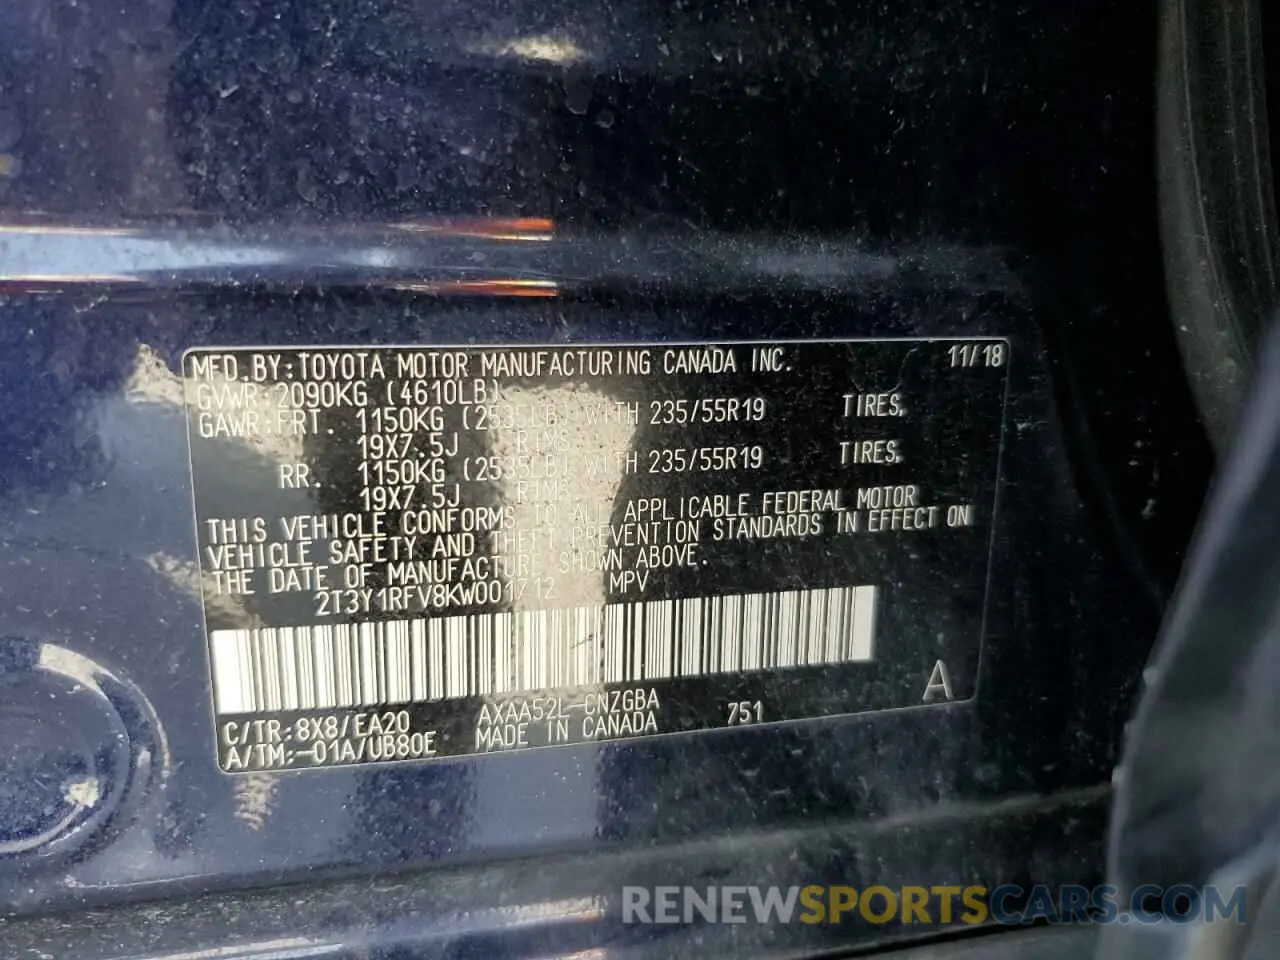 MFD.BY:TOYOTA MOTOR MANUFACTURING CANADA INC. 11/18
GVWR:2090KG (4610LB)
GAWR:FRT. 1150KG (2535LB) WITH 235/55R19 TIRES,
19X7.5J RIMS
RR. 1150KG (2535LB) WITH 235/55R19 TIRES,
19X7.5J RIMS
THIS VEHICLE CONFORMS TO ALL APPLICABLE FEDERAL MOTOR
VEHICLE SAFETY AND THEFT PREVENTION STANDARDS IN EFFECT ON
THE DATE OF MANUFACTURE SHOWN ABOVE.
2T3Y1RFV8KW001712 MPV
A
C/TR:8X8/EA20 AXAA52L-CNZGBA 751
A/TM:-01A/UB80E MADE IN CANADA
RENEWSPORTSCARS.COM